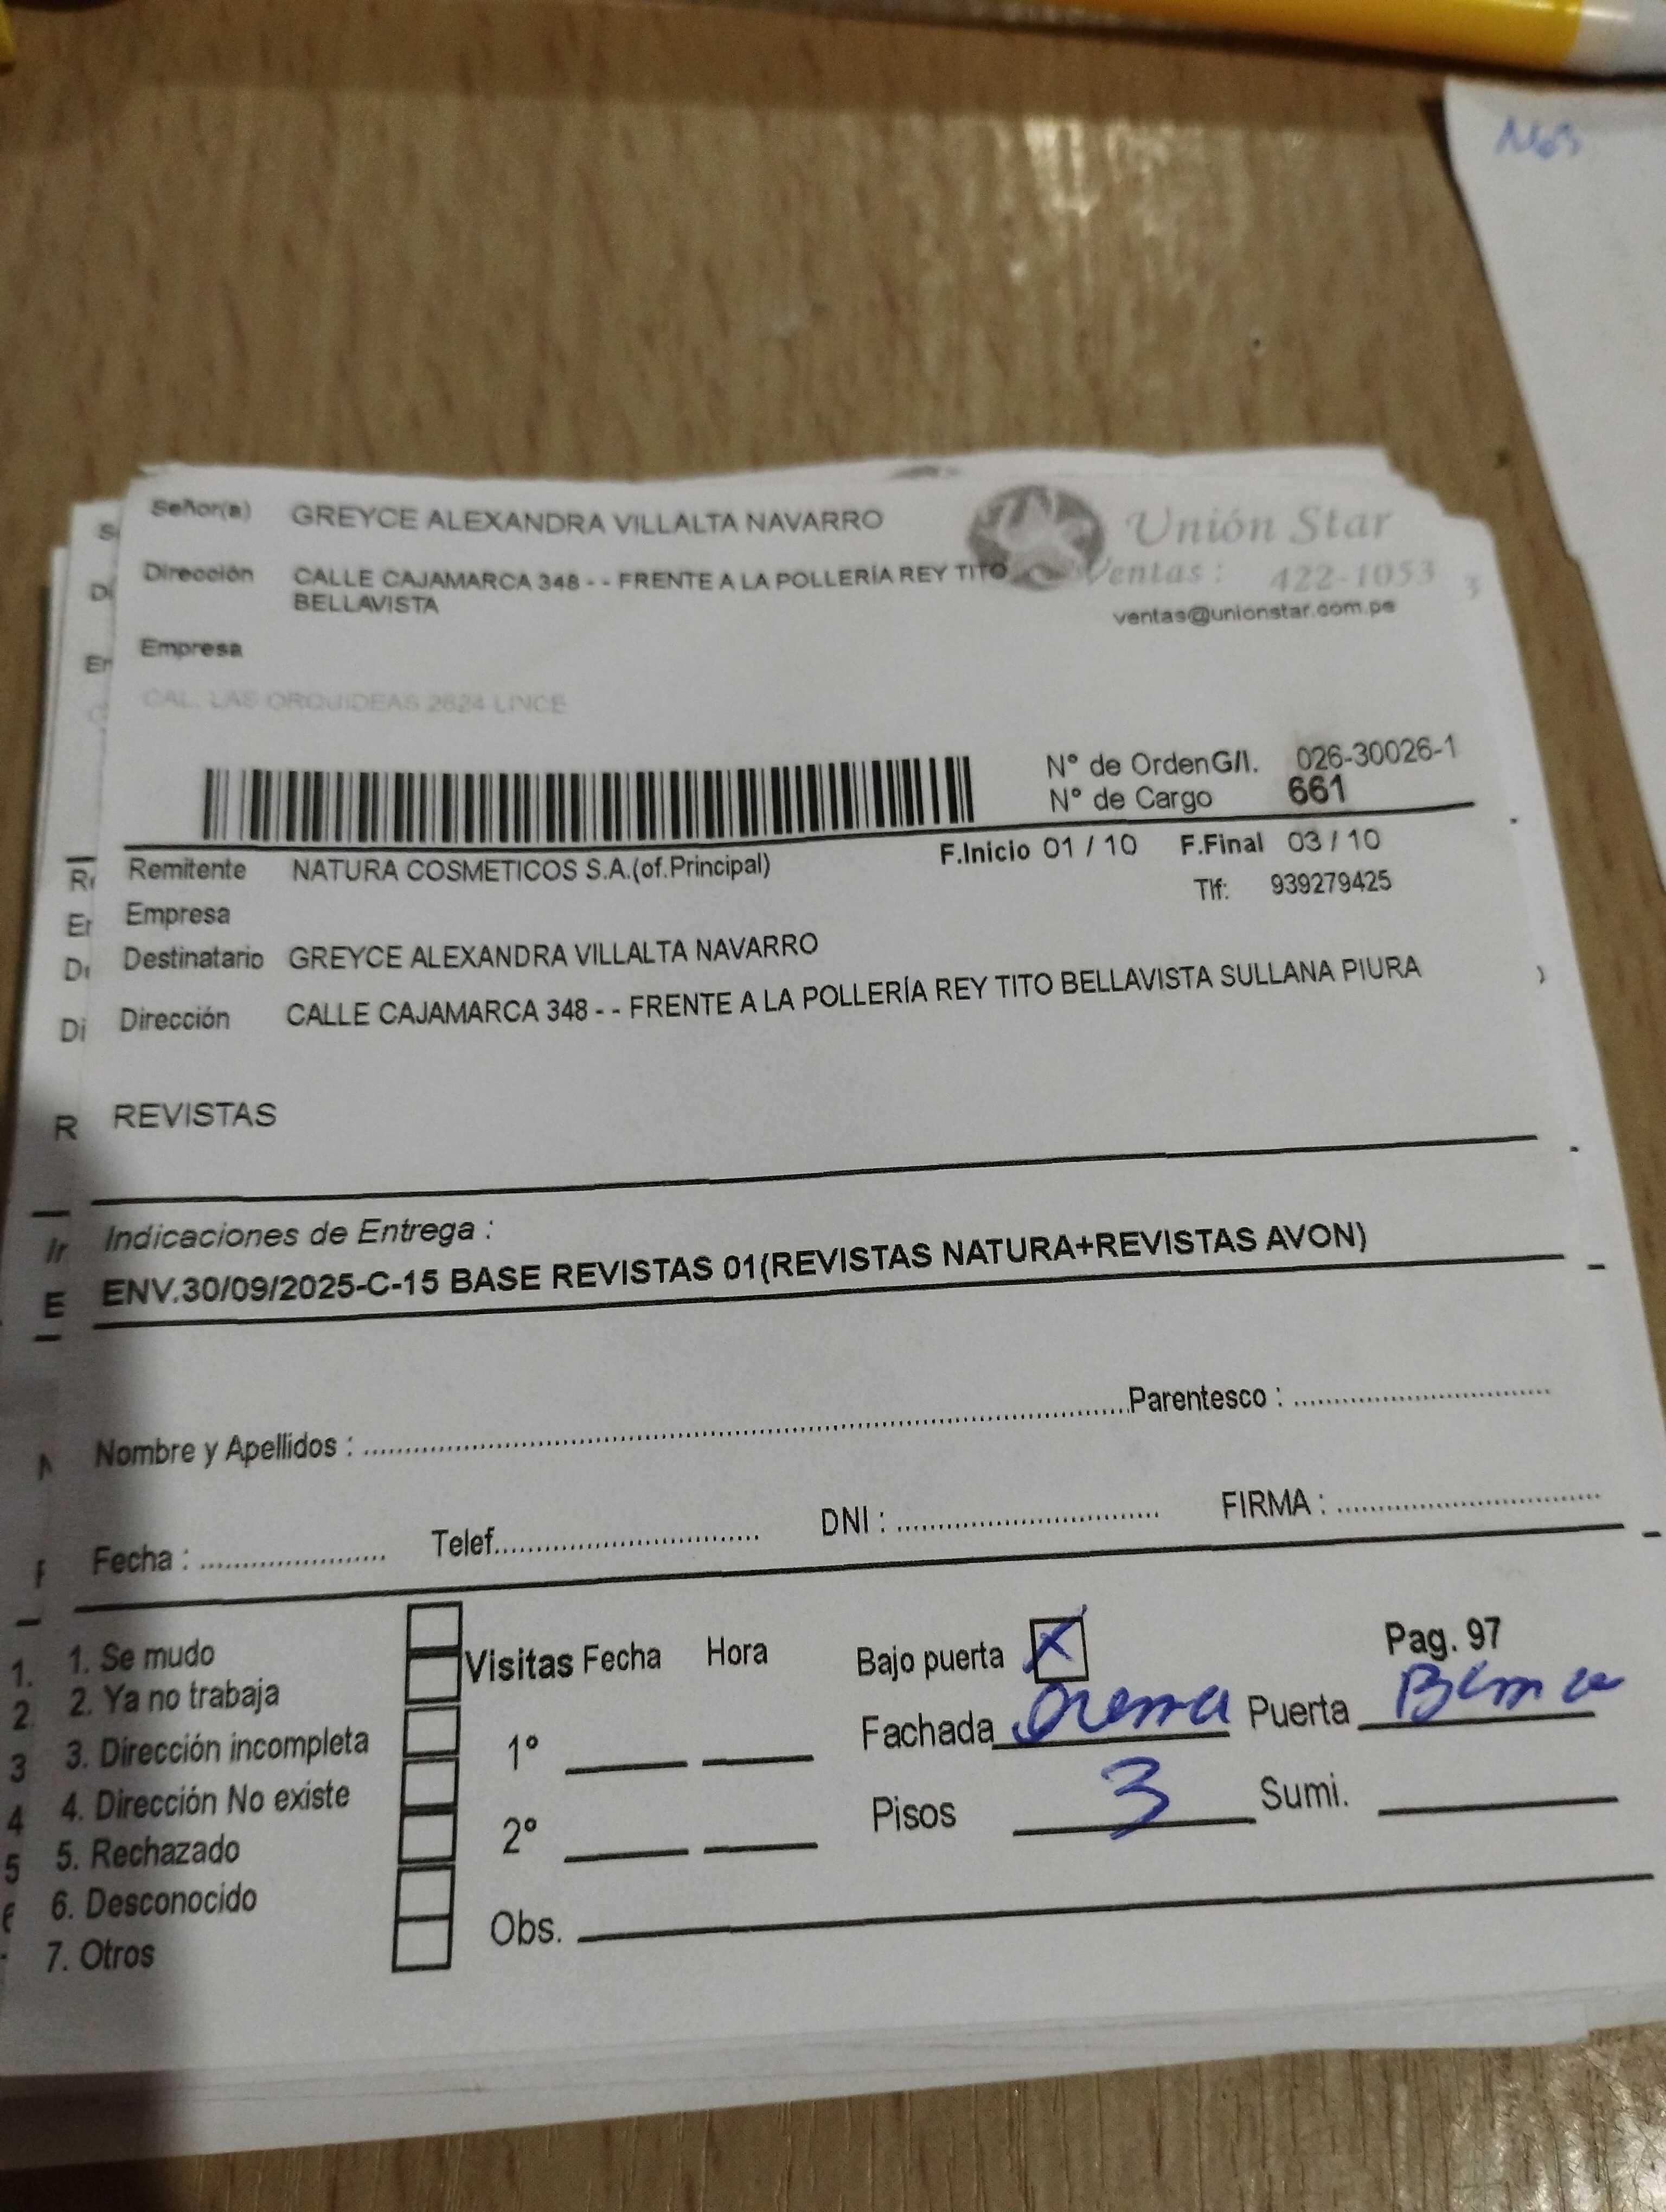 Señor(a) GREYCE ALEXANDRA VILLALTA NAVARRO
Unión Star
Dirección CALLE CAJAMARCA 348 - - FRENTE A LA POLLERÍA REY TITO
BELLAVISTA
Ventas : 422-1053
ventas@unionstar.com.pe
Empresa
CAL. LAS ORQUIDEAS 2624 LINCE
N° de OrdenG/I. 026-30026-1
N° de Cargo 661
Remitente NATURA COSMETICOS S.A.(of.Principal)
F.Inicio 01 / 10 F.Final 03 / 10
Tlf: 939279425
Empresa
Destinatario GREYCE ALEXANDRA VILLALTA NAVARRO
Dirección CALLE CAJAMARCA 348 - - FRENTE A LA POLLERÍA REY TITO BELLAVISTA SULLANA PIURA
REVISTAS
Indicaciones de Entrega :
ENV.30/09/2025-C-15 BASE REVISTAS 01(REVISTAS NATURA+REVISTAS AVON)
Nombre y Apellidos : Parentesco :
Fecha : Telef. DNI : FIRMA :
1. Se mudo
2. Ya no trabaja
3. Dirección incompleta
4. Dirección No existe
5. Rechazado
6. Desconocido
7. Otros
Visitas Fecha Hora
1°
2°
Obs.
Bajo puerta X
Pag. 97
Fachada Crema Puerta
Pisos 3 Sumi.